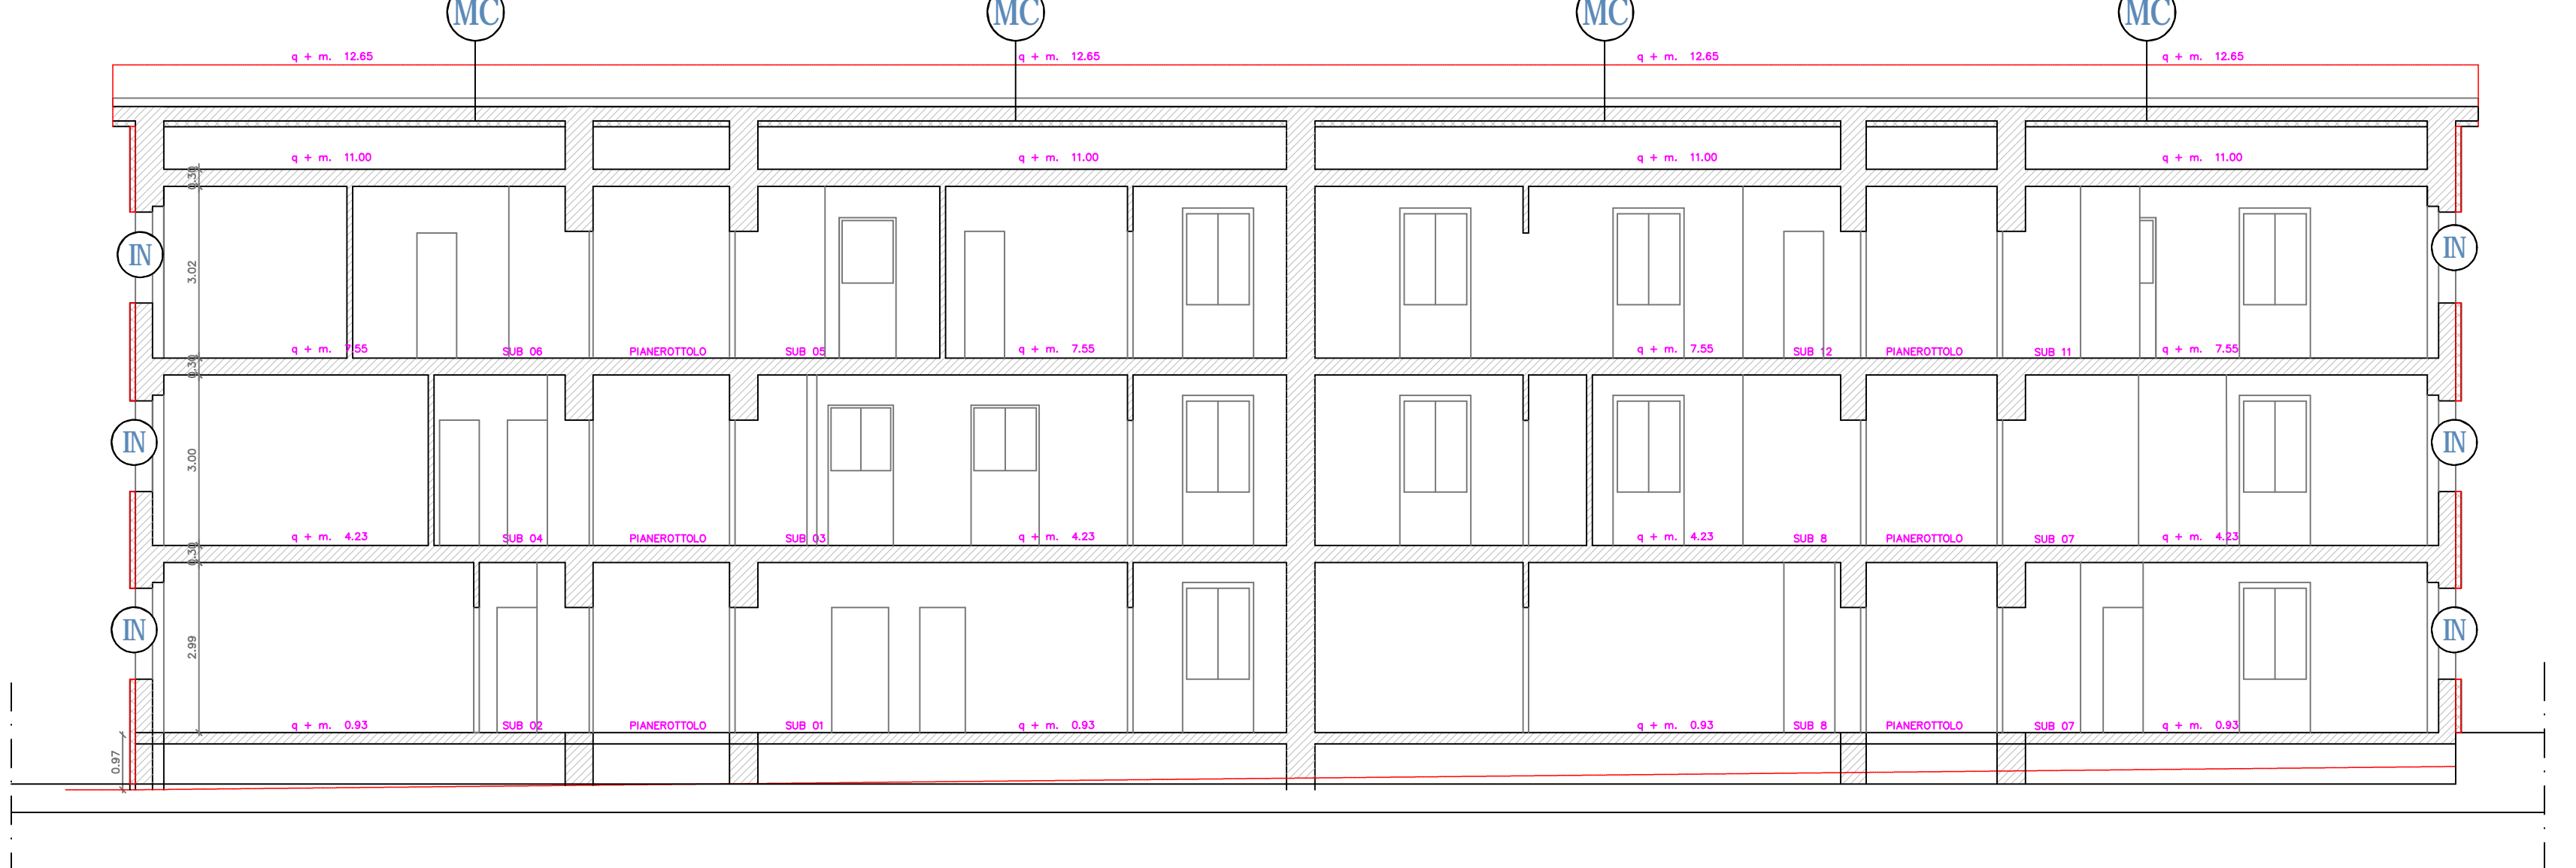 MC MC MC MC
q + m. 12.65 q + m. 12.65 q + m. 12.65 q + m. 12.65
q + m. 11.00 q + m. 11.00 q + m. 11.00 q + m. 11.00
0.30
IN IN
3.02
q + m. 7.55 SUB 06 PIANEROTTOLO SUB 05 q + m. 7.55 q + m. 7.55 SUB 12 PIANEROTTOLO SUB 11 q + m. 7.55
0.30
IN IN
3.00
q + m. 4.23 SUB 04 PIANEROTTOLO SUB 03 q + m. 4.23 q + m. 4.23 SUB 8 PIANEROTTOLO SUB 07 q + m. 4.23
0.30
IN IN
2.99
q + m. 0.93 SUB 02 PIANEROTTOLO SUB 01 q + m. 0.93 q + m. 0.93 SUB 8 PIANEROTTOLO SUB 07 q + m. 0.93
0.97